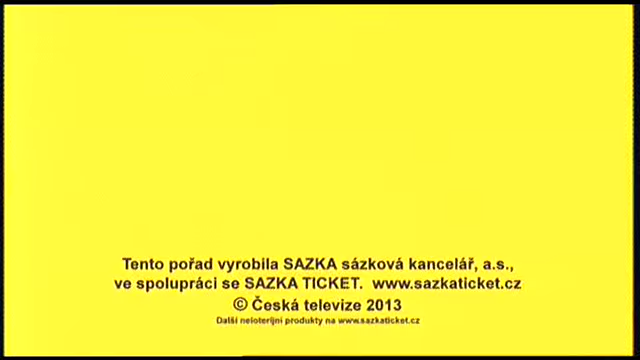 Tento pořad vyrobila SAZKA sázková kancelář, a.s.,
ve spolupráci se SAZKA TICKET. www.sazkaticket.cz
© Česká televize 2013
Další neloterijní produkty na www.sazkaticket.cz